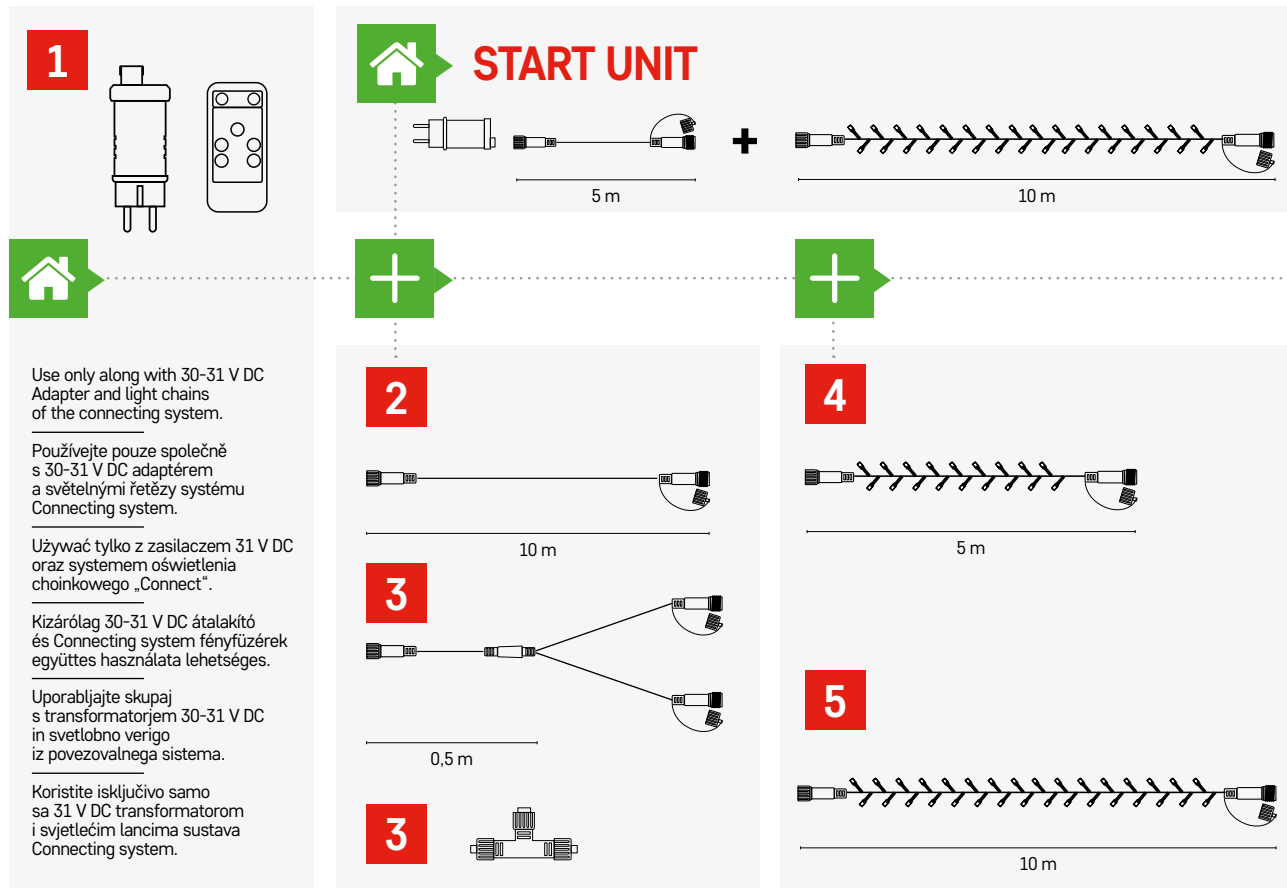 1
START UNIT
5 m
10 m
Use only along with 30-31 V DC
Adapter and light chains
of the connecting system.
Používejte pouze společně
s 30-31 V DC adaptérem
a světelnými řetězy systému
Connecting system.
Używać tylko z zasilaczem 31 V DC
oraz systemem oświetlenia
choinkowego „Connect“.
Kizárólag 30-31 V DC átalakító
és Connecting system fényfüzérek
együttes használata lehetséges.
Uporabljajte skupaj
s transformatorjem 30-31 V DC
in svetlobno verigo
iz povezovalnega sistema.
Koristite isključivo samo
sa 31 V DC transformatorom
i svjetlećim lancima sustava
Connecting system.
2
10 m
3
0,5 m
3
4
5 m
5
10 m